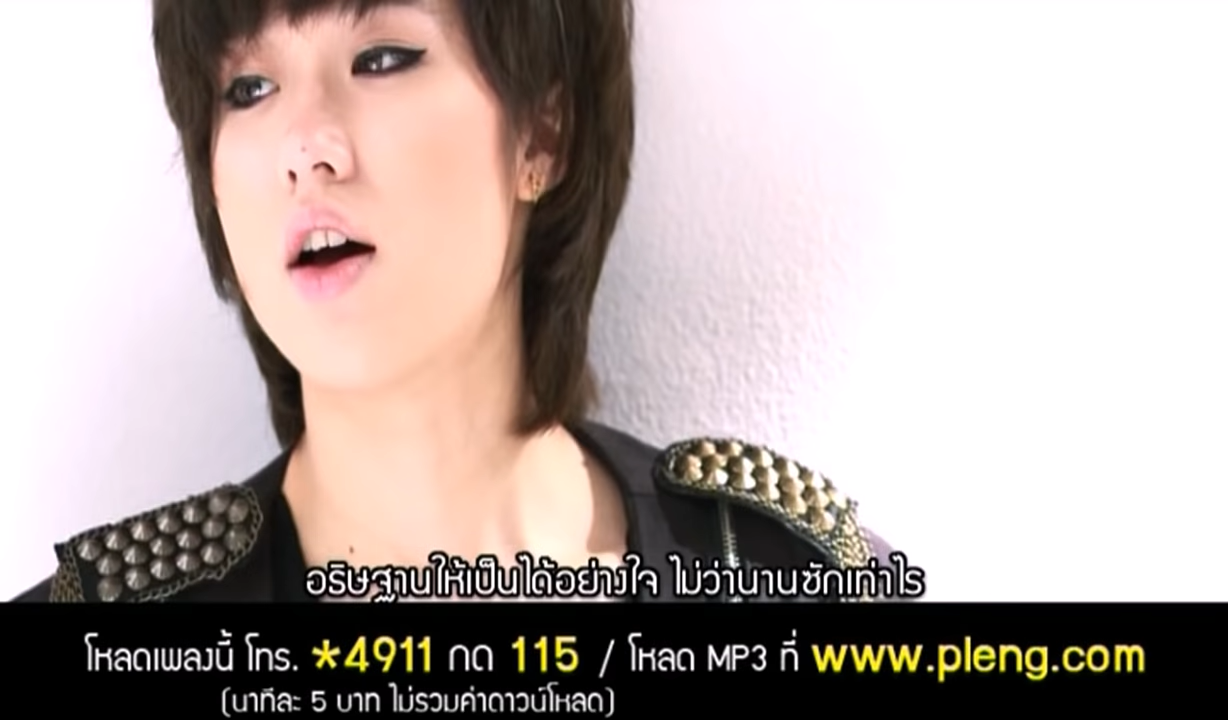 อธิษฐานให้เป็นได้อย่างใจ ไม่ว่านานซักเท่าไร
โหลดเพลงนี้ โทร. *4911 กด 115 / โหลด MP3 ที่ www.pleng.com
(นาทีละ 5 บาท ไม่รวมค่าดาวน์โหลด)